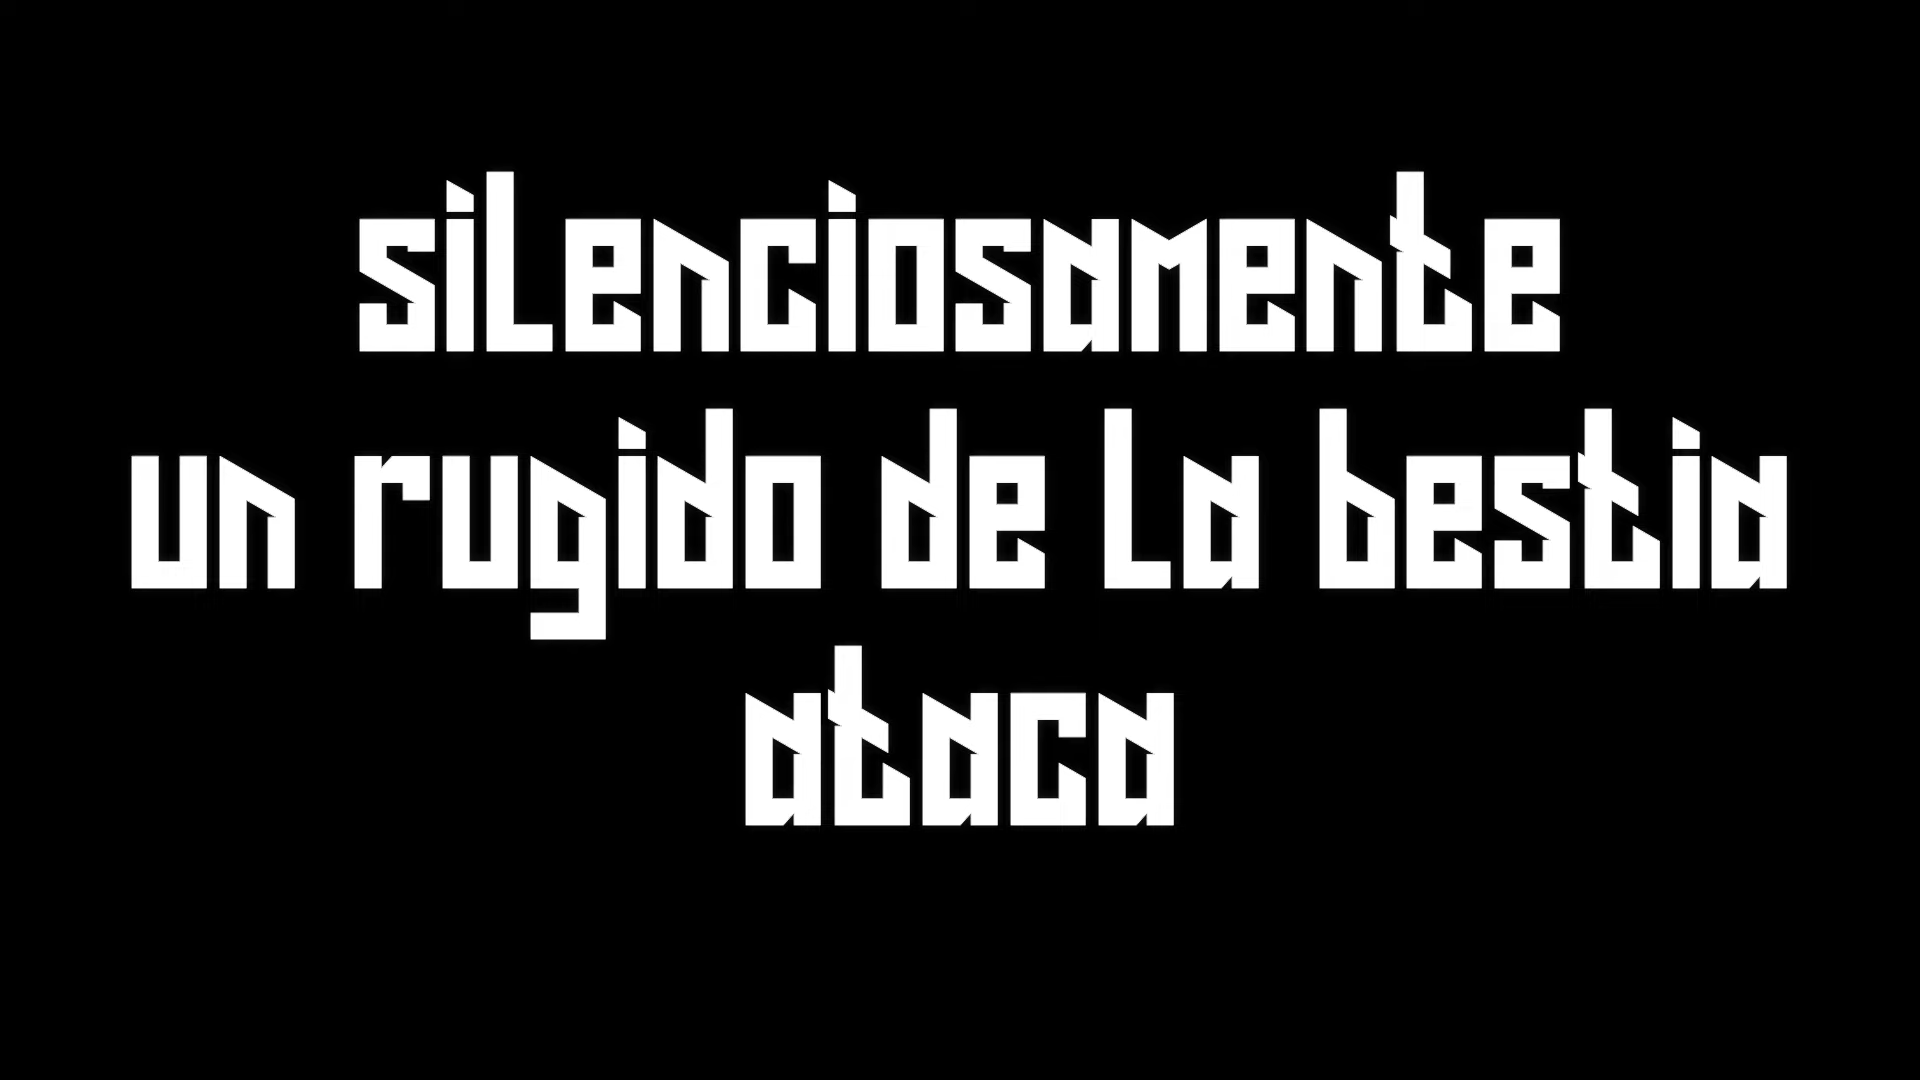 silenciosamente
un rugido de la bestia
ataca